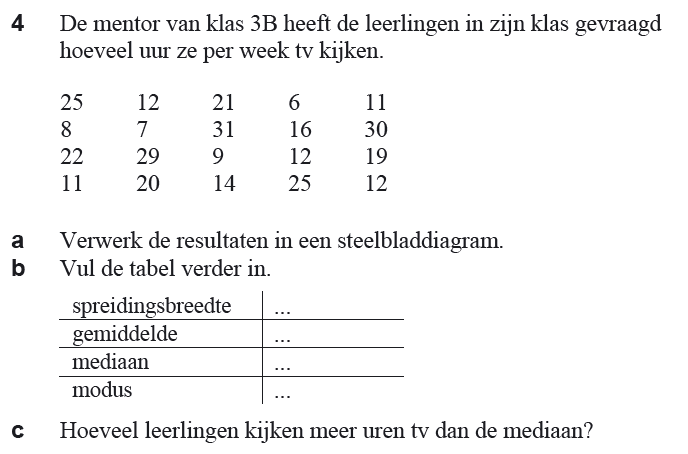 4 De mentor van klas 3B heeft de leerlingen in zijn klas gevraagd
hoeveel uur ze per week tv kijken.
25 12 21 6 11
8 7 31 16 30
22 29 9 12 19
11 20 14 25 12
a Verwerk de resultaten in een steelbladdiagram.
b Vul de tabel verder in.
spreidingsbreedte ...
gemiddelde ...
mediaan ...
modus ...
c Hoeveel leerlingen kijken meer uren tv dan de mediaan?